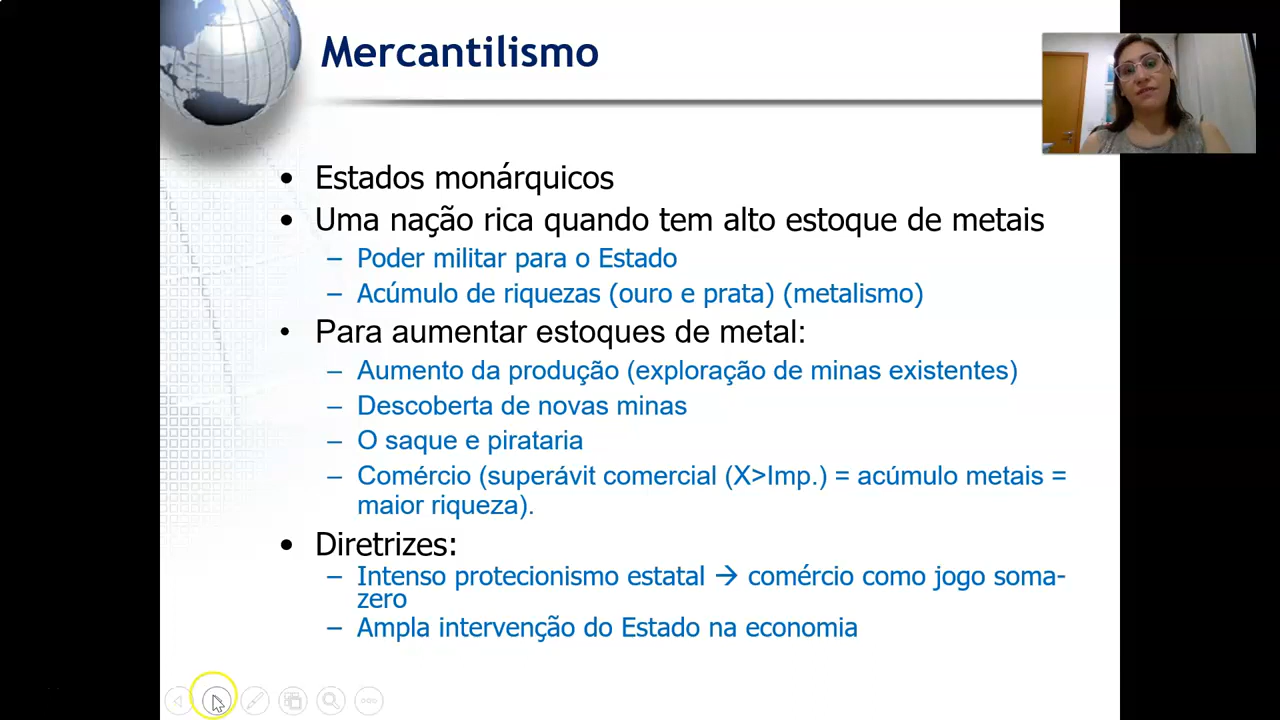 Mercantilismo
• Estados monárquicos
• Uma nação rica quando tem alto estoque de metais
– Poder militar para o Estado
– Acúmulo de riquezas (ouro e prata) (metalismo)
• Para aumentar estoques de metal:
– Aumento da produção (exploração de minas existentes)
– Descoberta de novas minas
– O saque e pirataria
– Comércio (superávit comercial (X>Imp.) = acúmulo metais =
maior riqueza).
• Diretrizes:
– Intenso protecionismo estatal → comércio como jogo soma-
zero
– Ampla intervenção do Estado na economia